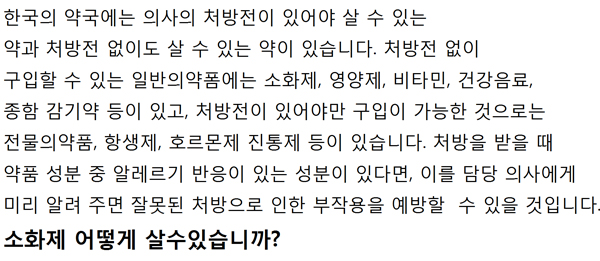 한국의 약국에는 의사의 처방전이 있어야 살 수 있는
약과 처방전 없이도 살 수 있는 약이 있습니다. 처방전 없이
구입할 수 있는 일반의약폼에는 소화제, 영양제, 비타민, 건강음료,
종함 감기약 등이 있고, 처방전이 있어야만 구입이 가능한 것으로는
전물의약품, 항생제, 호르몬제 진통제 등이 있습니다. 처방을 받을 때
약품 성분 중 알레르기 반응이 있는 성분이 있다면, 이를 담당 의사에게
미리 알려 주면 잘못된 처방으로 인한 부작용을 예방할  수 있을 것입니다.
소화제 어떻게 살수있습니까?